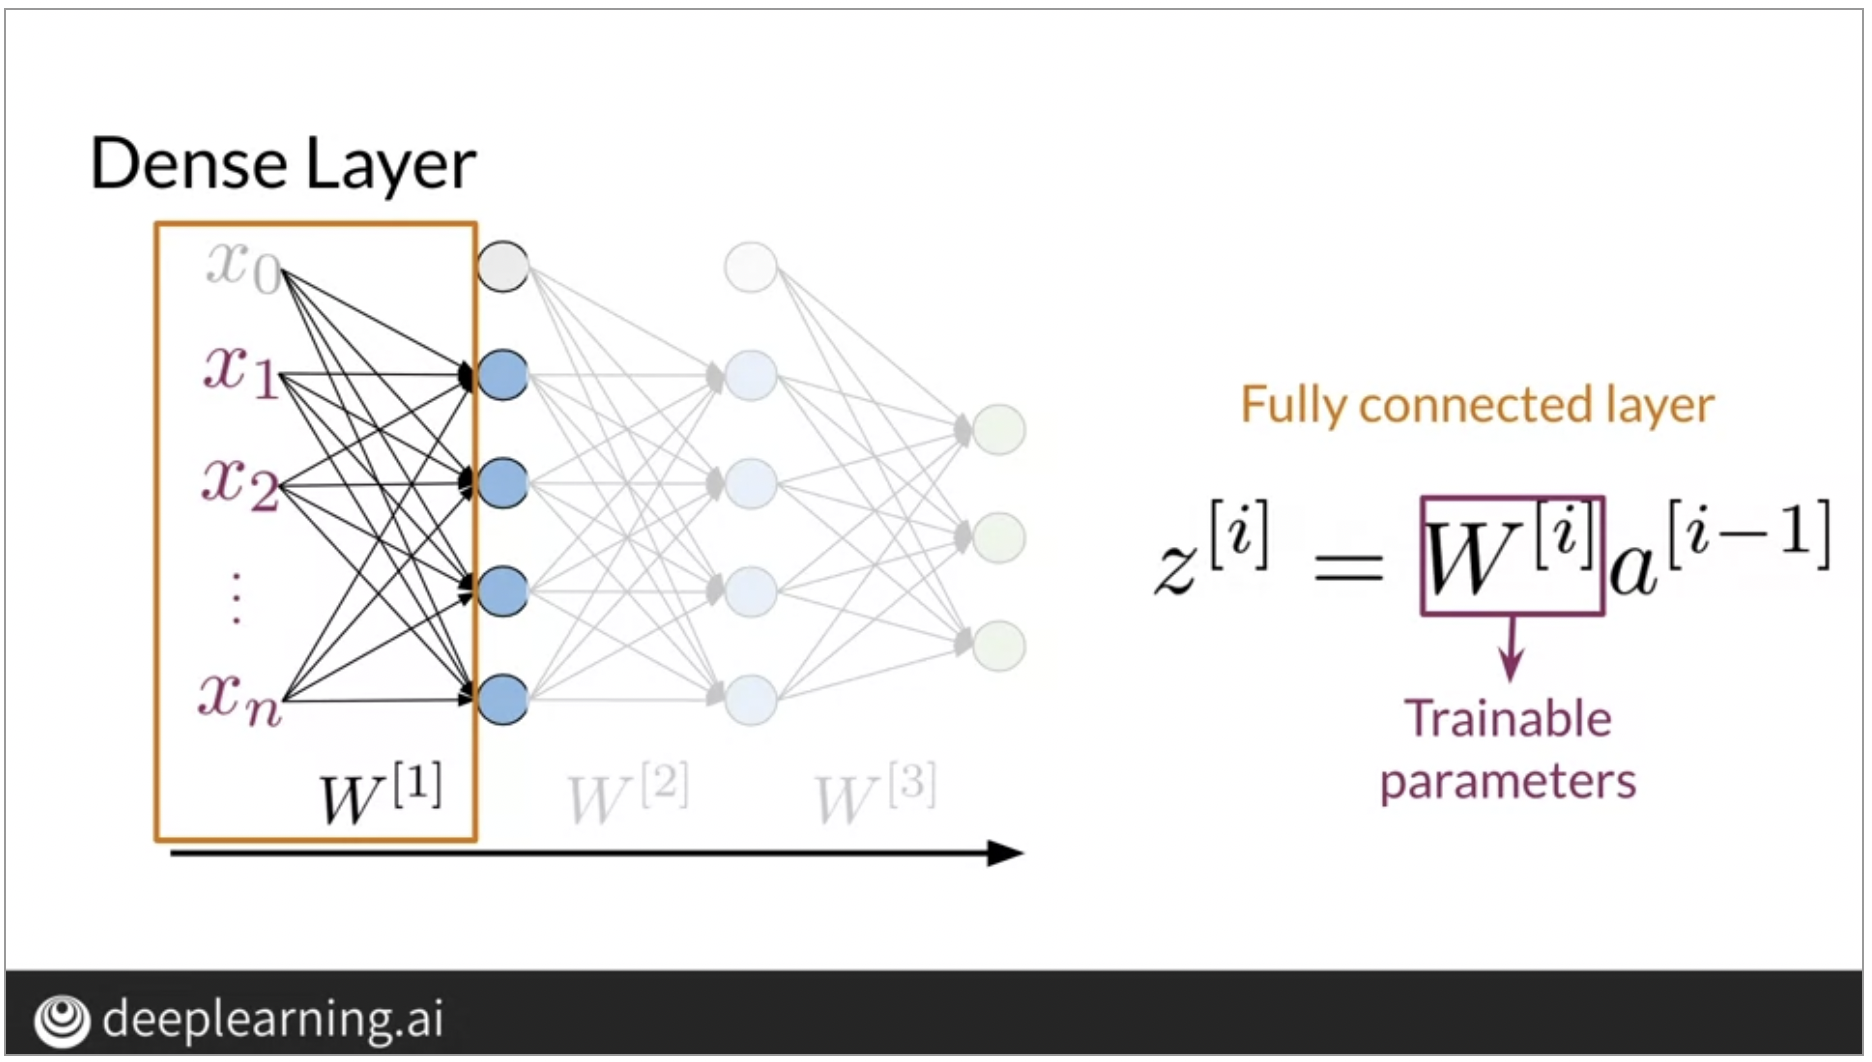 Dense Layer
x₀
x₁
x₂
⋮
xₙ
W^[1] W^[2] W^[3]
Fully connected layer
z^[i] = W^[i] a^[i−1]
Trainable
parameters
deeplearning.ai